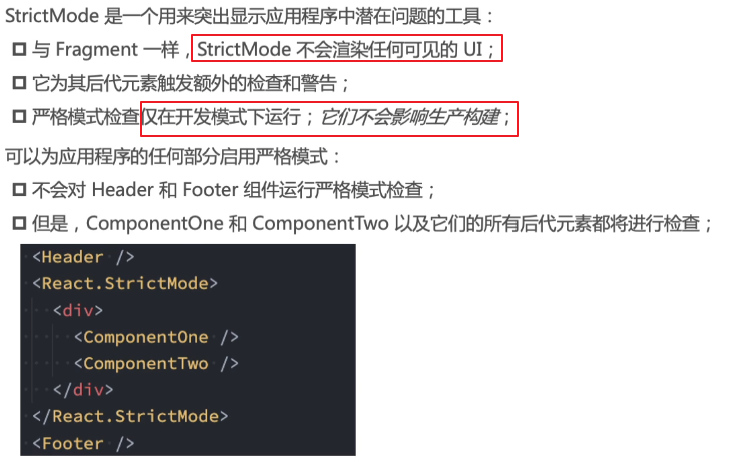 StrictMode 是一个用来突出显示应用程序中潜在问题的工具：
与 Fragment 一样，StrictMode 不会渲染任何可见的 UI；
它为其后代元素触发额外的检查和警告；
严格模式检查仅在开发模式下运行；它们不会影响生产构建；
可以为应用程序的任何部分启用严格模式：
不会对 Header 和 Footer 组件运行严格模式检查；
但是，ComponentOne 和 ComponentTwo 以及它们的所有后代元素都将进行检查；
<Header />
<React.StrictMode>
<div>
<ComponentOne />
<ComponentTwo />
</div>
</React.StrictMode>
<Footer />